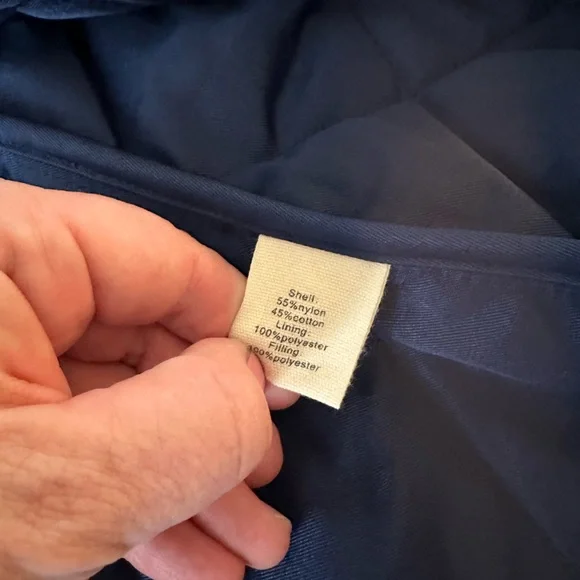 Shell:
55%nylon
45%cotton
Lining:
100%polyester
Filling:
100%polyester